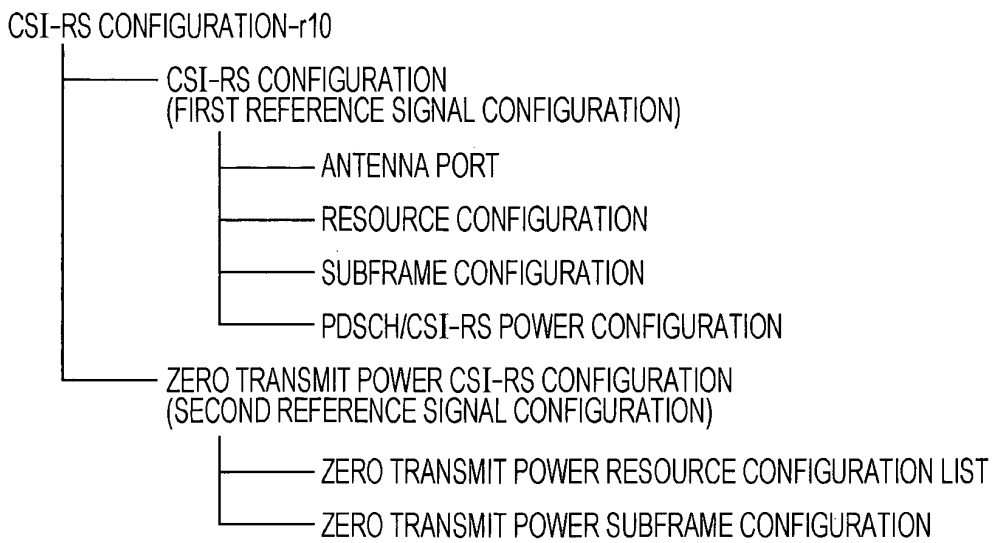 CSI-RS CONFIGURATION-r10
CSI-RS CONFIGURATION
(FIRST REFERENCE SIGNAL CONFIGURATION)
ANTENNA PORT
RESOURCE CONFIGURATION
SUBFRAME CONFIGURATION
PDSCH/CSI-RS POWER CONFIGURATION
ZERO TRANSMIT POWER CSI-RS CONFIGURATION
(SECOND REFERENCE SIGNAL CONFIGURATION)
ZERO TRANSMIT POWER RESOURCE CONFIGURATION LIST
ZERO TRANSMIT POWER SUBFRAME CONFIGURATION